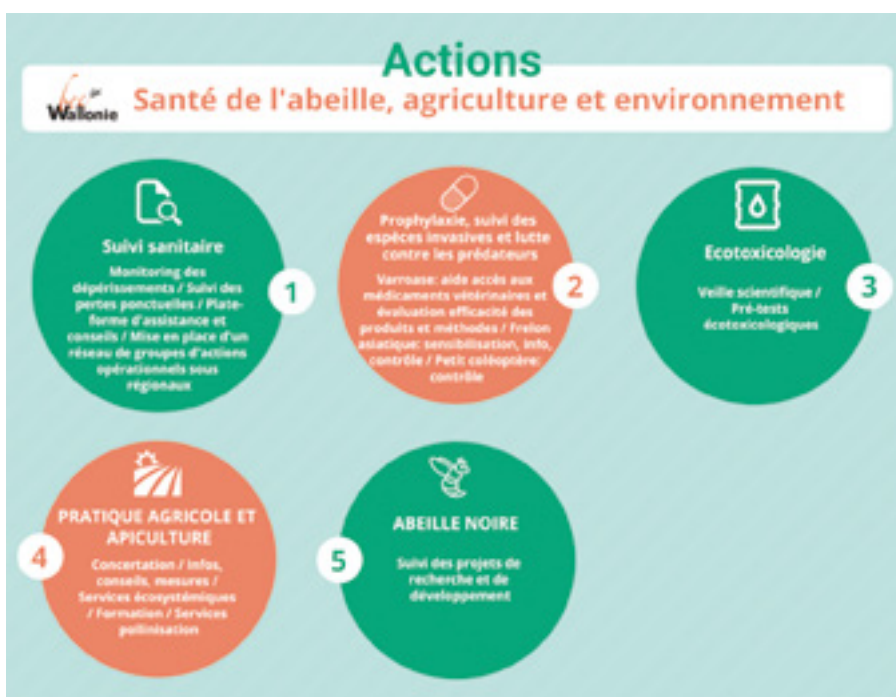 Actions
Wallonie
Santé de l'abeille, agriculture et environnement
Suivi sanitaire
Monitoring des
dépérissements / Suivi des
pertes ponctuelles / Plate-
forme d'assistance et
conseils / Mise en place d'un
réseau de groupes d'actions
opérationnels sous
régionaux
1
Prophylaxie, suivi des
espèces invasives et lutte
contre les prédateurs
Varroase: aide accès aux
médicaments vétérinaires et
évaluation efficacité des
produits et méthodes / Frelon
asiatique: sensibilisation, info,
contrôle / Petit coléoptère:
contrôle
2
Ecotoxicologie
Veille scientifique /
Pré-tests
écotoxicologiques
3
PRATIQUE AGRICOLE ET
APICULTURE
Concertation / Infos,
conseils, mesures /
Services écosystémiques
/ Formation / Services
pollinisation
4
ABEILLE NOIRE
Suivi des projets de
recherche et de
développement
5